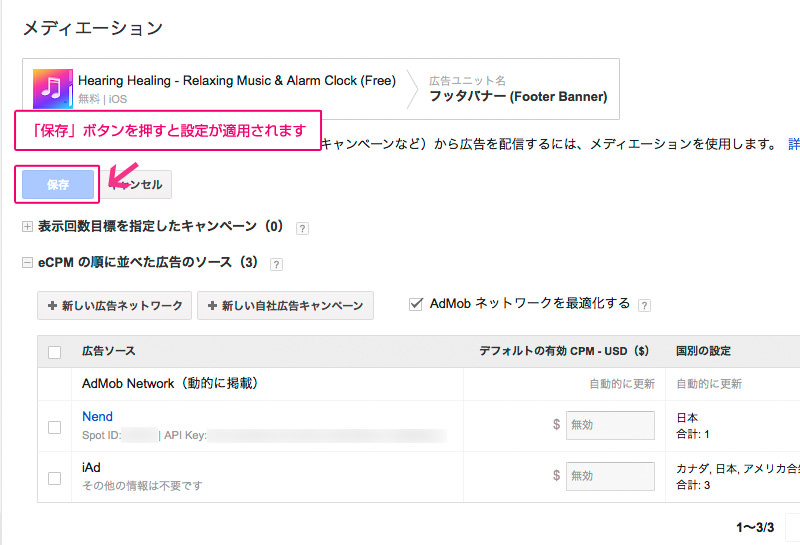 メディエーション
Hearing Healing - Relaxing Music & Alarm Clock (Free)
無料 | iOS
広告ユニット名
フッタバナー (Footer Banner)
「保存」ボタンを押すと設定が適用されます
キャンペーンなど）から広告を配信するには、メディエーションを使用します。
保存
ンセル
表示回数目標を指定したキャンペーン（0） ?
eCPM の順に並べた広告のソース（3） ?
+ 新しい広告ネットワーク
+ 新しい自社広告キャンペーン
AdMob ネットワークを最適化する ?
広告ソース
デフォルトの有効 CPM - USD（$）
国別の設定
AdMob Network（動的に掲載）
自動的に更新
自動的に更新
Nend
Spot ID: | API Key:
$ 無効
日本
合計: 1
iAd
その他の情報は不要です
$ 無効
カナダ, 日本, アメリカ合
合計: 3
1〜3/3